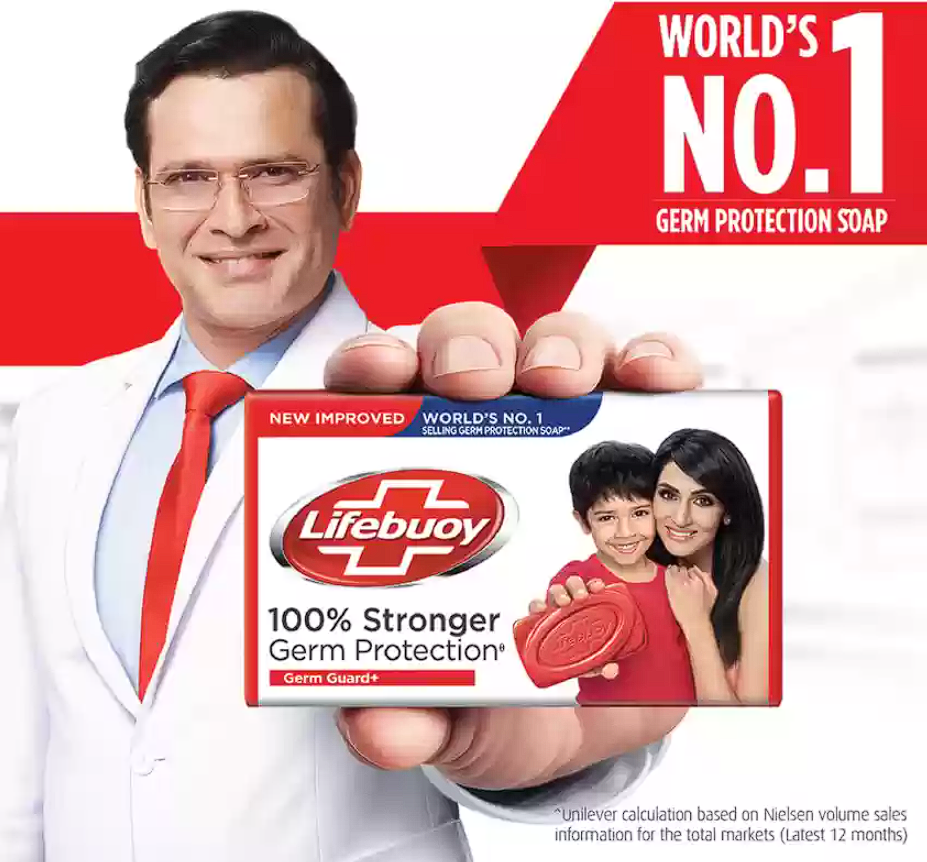 WORLD'S
NO.1
GERM PROTECTION SOAP
NEW IMPROVED
WORLD'S NO. 1
SELLING GERM PROTECTION SOAP^^
Lifebuoy
100% Stronger
Germ Protection
Germ Guard+
Lifebuoy
^Unilever calculation based on Nielsen volume sales
information for the total markets (Latest 12 months)